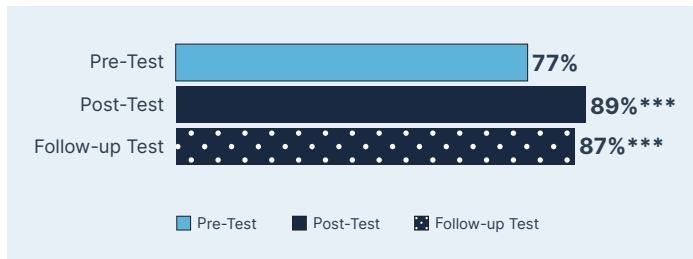 Pre-Test 77%
Post-Test 89%***
Follow-up Test 87%***
Pre-Test Post-Test Follow-up Test